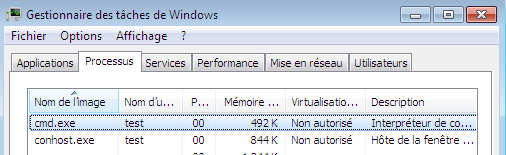 Gestionnaire des tâches de Windows
Fichier Options Affichage ?
Applications Processus Services Performance Mise en réseau Utilisateurs
Nom de l'image Nom d'u... P... Mémoire ... Virtualisatio... Description
cmd.exe test 00 492 K Non autorisé Interpréteur de co...
conhost.exe test 00 844 K Non autorisé Hôte de la fenêtre ...